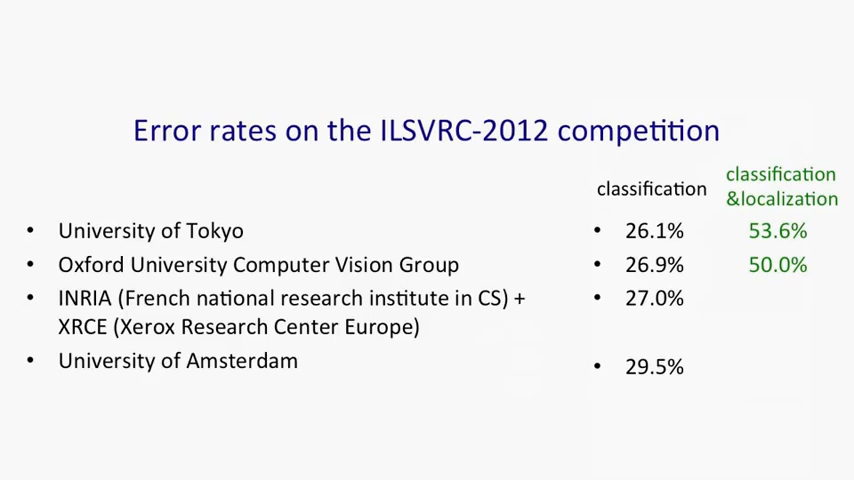 Error rates on the ILSVRC-2012 competition
classification
classification
&localization
• University of Tokyo • 26.1% 53.6%
• Oxford University Computer Vision Group • 26.9% 50.0%
• INRIA (French national research institute in CS) + • 27.0%
XRCE (Xerox Research Center Europe)
• University of Amsterdam • 29.5%